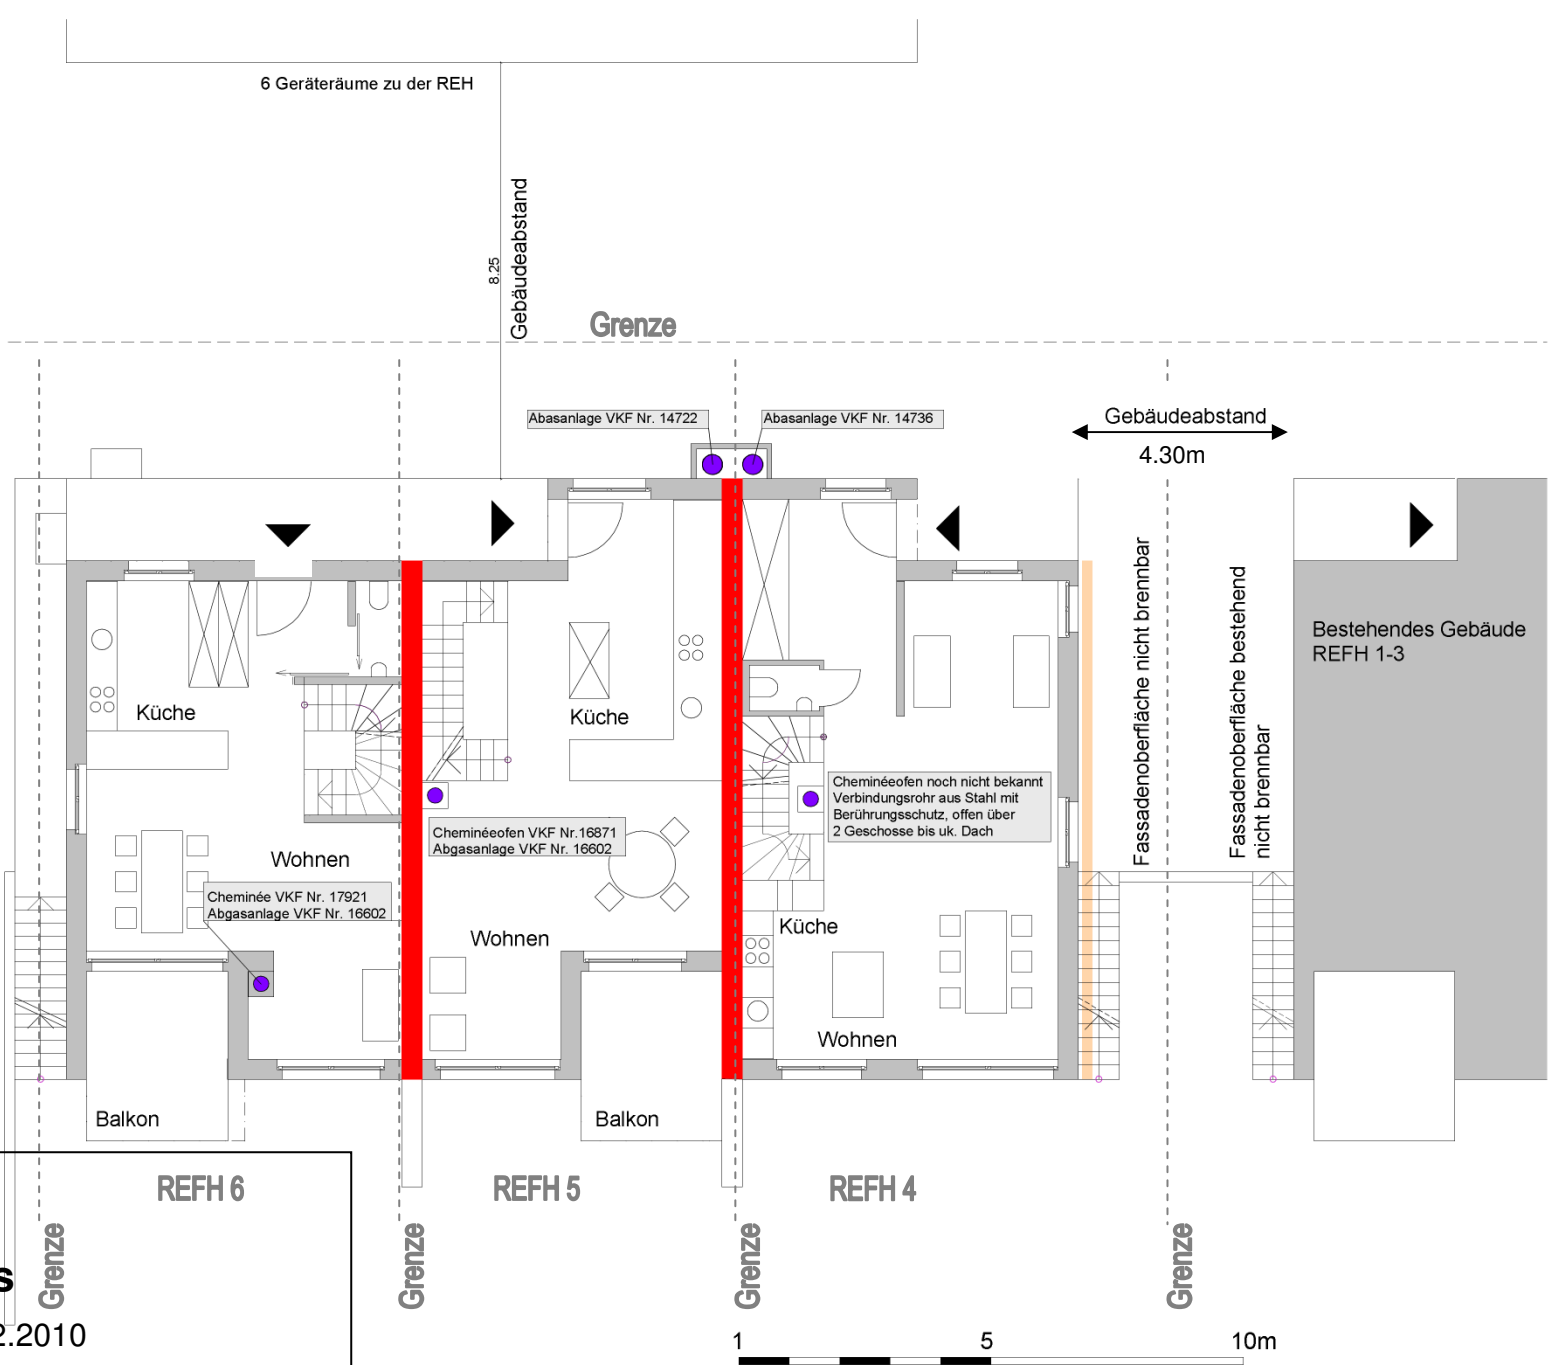 6 Geräteräume zu der REH
8.25
Gebäudeabstand
Grenze
Abasanlage VKF Nr. 14722
Abasanlage VKF Nr. 14736
Gebäudeabstand
4.30m
Fassadenoberfläche nicht brennbar
Fassadenoberfläche bestehend
nicht brennbar
Bestehendes Gebäude
REFH 1-3
Küche
Küche
Cheminéeofen noch nicht bekannt
Verbindungsrohr aus Stahl mit
Berührungsschutz, offen über
2 Geschosse bis uk. Dach
Cheminéeofen VKF Nr.16871
Abgasanlage VKF Nr. 16602
Wohnen
Cheminée VKF Nr. 17921
Abgasanlage VKF Nr. 16602
Wohnen
Küche
Wohnen
Balkon
Balkon
REFH 6
REFH 5
REFH 4
Grenze
Grenze
Grenze
Grenze
s
2.2010
1
5
10m